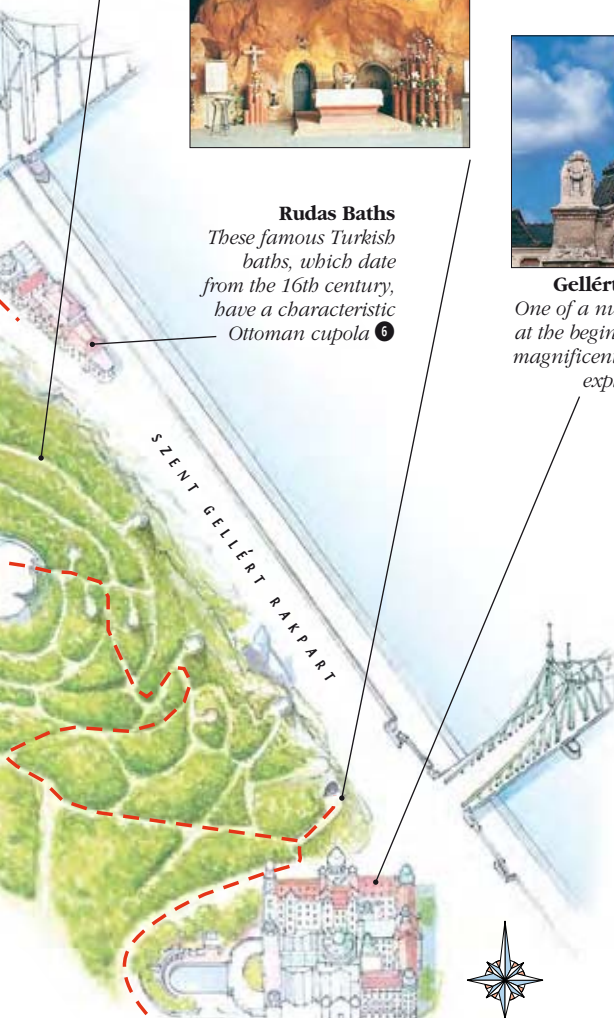 Rudas Baths
These famous Turkish
baths, which date
from the 16th century,
have a characteristic
Ottoman cupola 6
Gellért
One of a nu
at the begin
magnificen
exp
SZENT GELLÉRT RAKPART